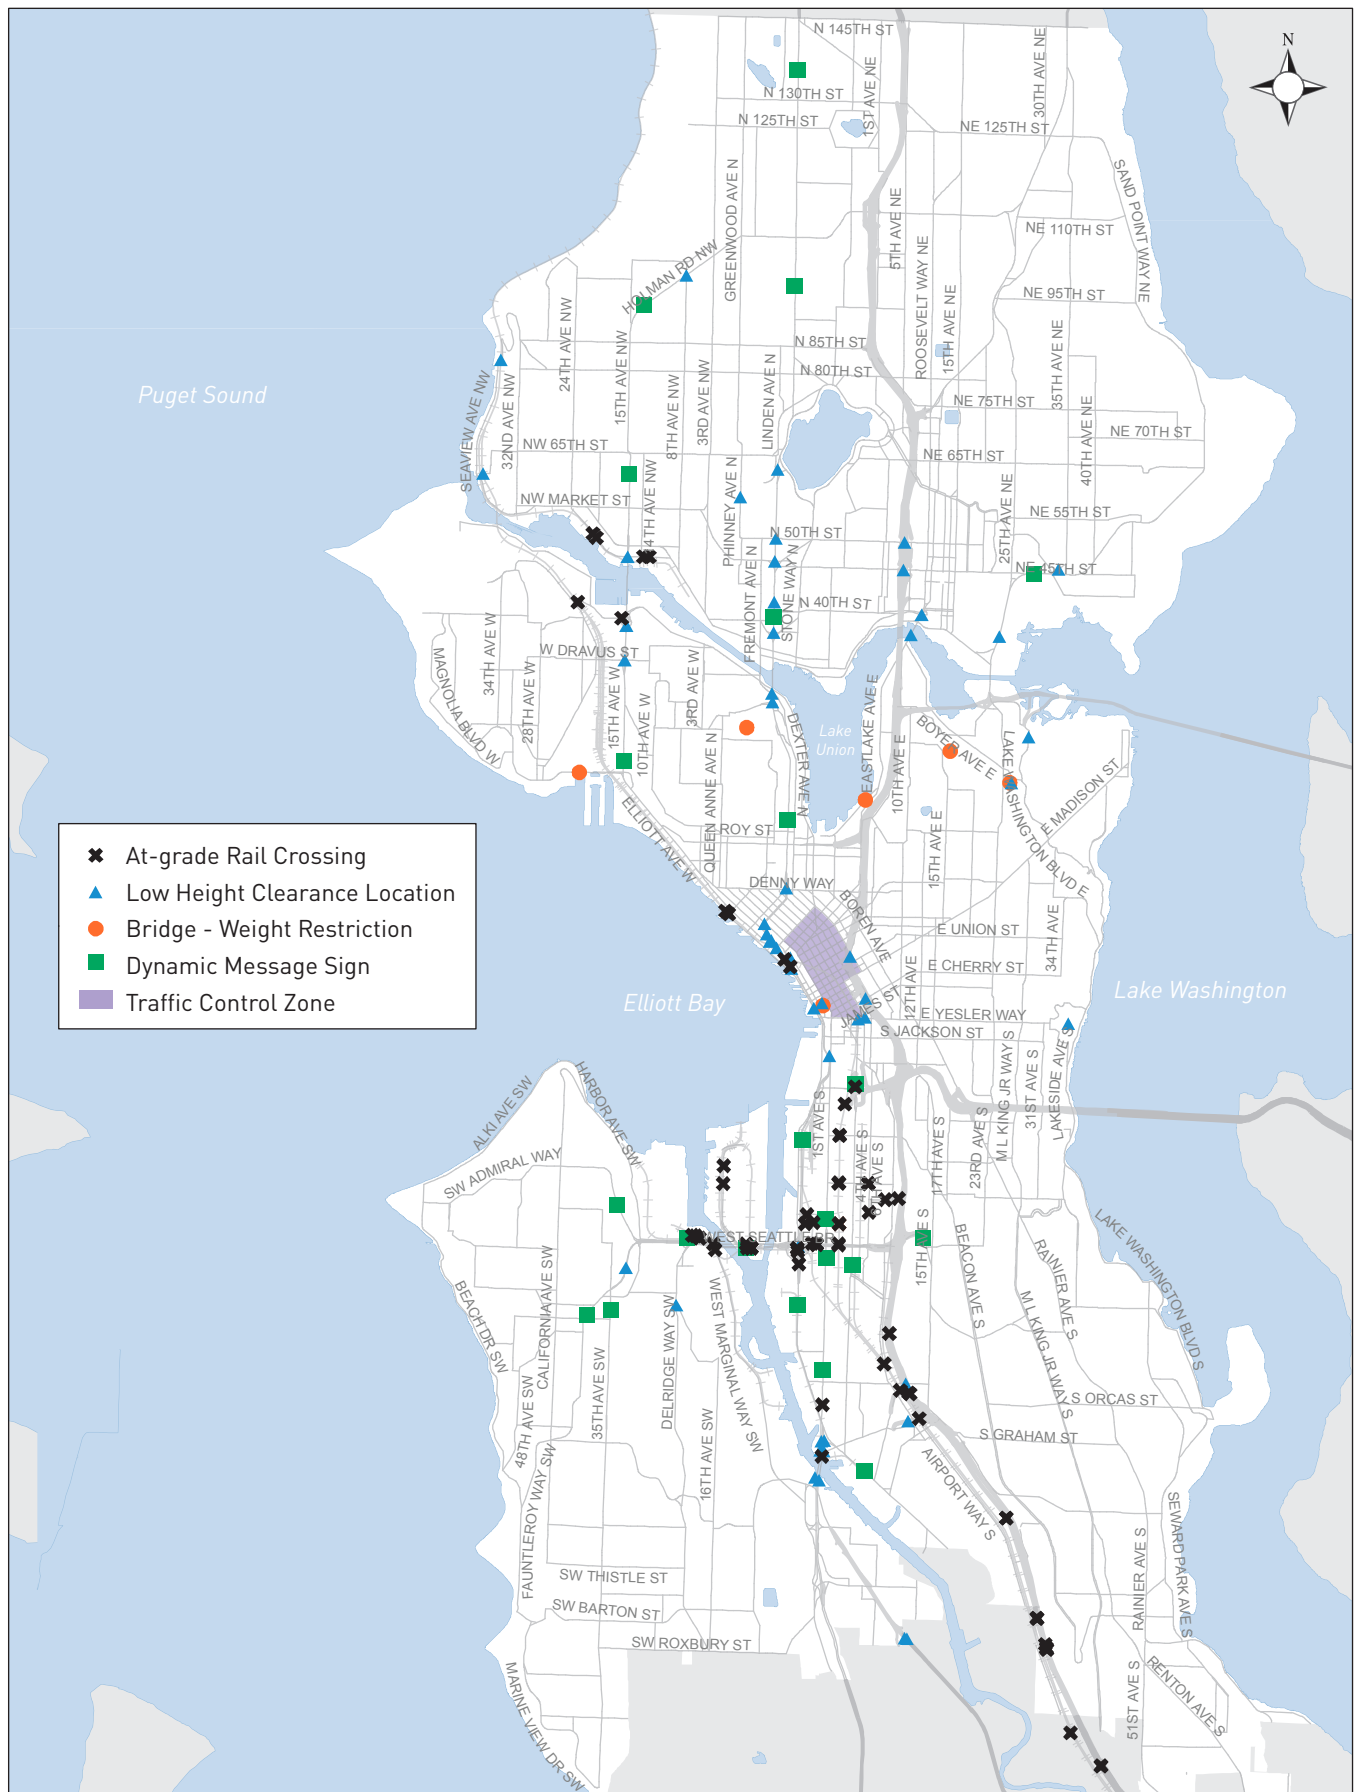 N
N 145TH ST
1ST AVE NE
30TH AVE NE
N 130TH ST
N 125TH ST
NE 125TH ST
SAND POINT WAY NE
GREENWOOD AVE N
5TH AVE NE
NE 110TH ST
ROOSEVELT WAY NE
HOLMAN RD NW
15TH AVE NE
NE 95TH ST
24TH AVE NW
15TH AVE NW
N 85TH ST
35TH AVE NE
N 80TH ST
Puget Sound
SEAVIEW AVE NW
32ND AVE NW
8TH AVE NW
3RD AVE NW
LINDEN AVE N
NE 75TH ST
40TH AVE NE
NE 70TH ST
NW 65TH ST
NE 65TH ST
PHINNEY AVE N
14TH AVE NW
NW MARKET ST
25TH AVE NE
NE 55TH ST
N 50TH ST
NE 45TH ST
FREMONT AVE N
STONE WAY N
N 40TH ST
34TH AVE W
W DRAVUS ST
MAGNOLIA BLVD W
28TH AVE W
15TH AVE W
10TH AVE W
3RD AVE W
QUEEN ANNE AVE N
DEXTER AVE N
Lake
Union
EASTLAKE AVE E
10TH AVE E
BOYER AVE E
LAKE WASHINGTON BLVD E
E MADISON ST
ELLIOTT AVE W
ROY ST
15TH AVE E
DENNY WAY
BOREN AVE
34TH AVE
E UNION ST
At-grade Rail Crossing
Low Height Clearance Location
Bridge - Weight Restriction
Dynamic Message Sign
Traffic Control Zone
E CHERRY ST
12TH AVE
Elliott Bay
Lake Washington
JAMES ST
E YESLER WAY
S JACKSON ST
M L KING JR WAY S
31ST AVE S
LAKESIDE AVE S
ALKI AVE SW
HARBOR AVE SW
1ST AVE S
4TH AVE S
6TH AVE S
17TH AVE S
23RD AVE S
SW ADMIRAL WAY
WEST SEATTLE BR
15TH AVE S
BEACON AVE S
RAINIER AVE S
LAKE WASHINGTON BLVD S
BEACH DR SW
CALIFORNIA AVE SW
48TH AVE SW
35TH AVE SW
DELRIDGE WAY SW
WEST MARGINAL WAY SW
M L KING JR WAY S
S ORCAS ST
S GRAHAM ST
16TH AVE SW
FAUNTLEROY WAY SW
AIRPORT WAY S
SEWARD PARK AVE S
RAINIER AVE S
SW THISTLE ST
SW BARTON ST
SW ROXBURY ST
MARINE VIEW DR SW
51ST AVE S
RENTON AVE S